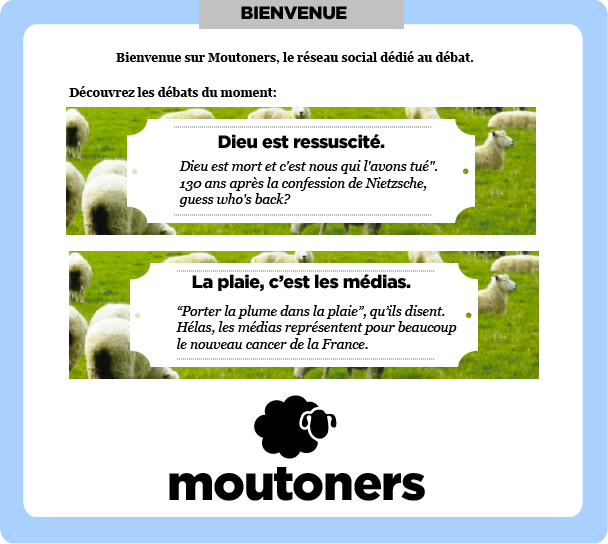 BIENVENUE
Bienvenue sur Moutoners, le réseau social dédié au débat.
Découvrez les débats du moment:
Dieu est ressuscité.
Dieu est mort et c'est nous qui l'avons tué".
130 ans après la confession de Nietzsche,
guess who's back?
La plaie, c’est les médias.
“Porter la plume dans la plaie”, qu’ils disent.
Hélas, les médias représentent pour beaucoup
le nouveau cancer de la France.
moutoners